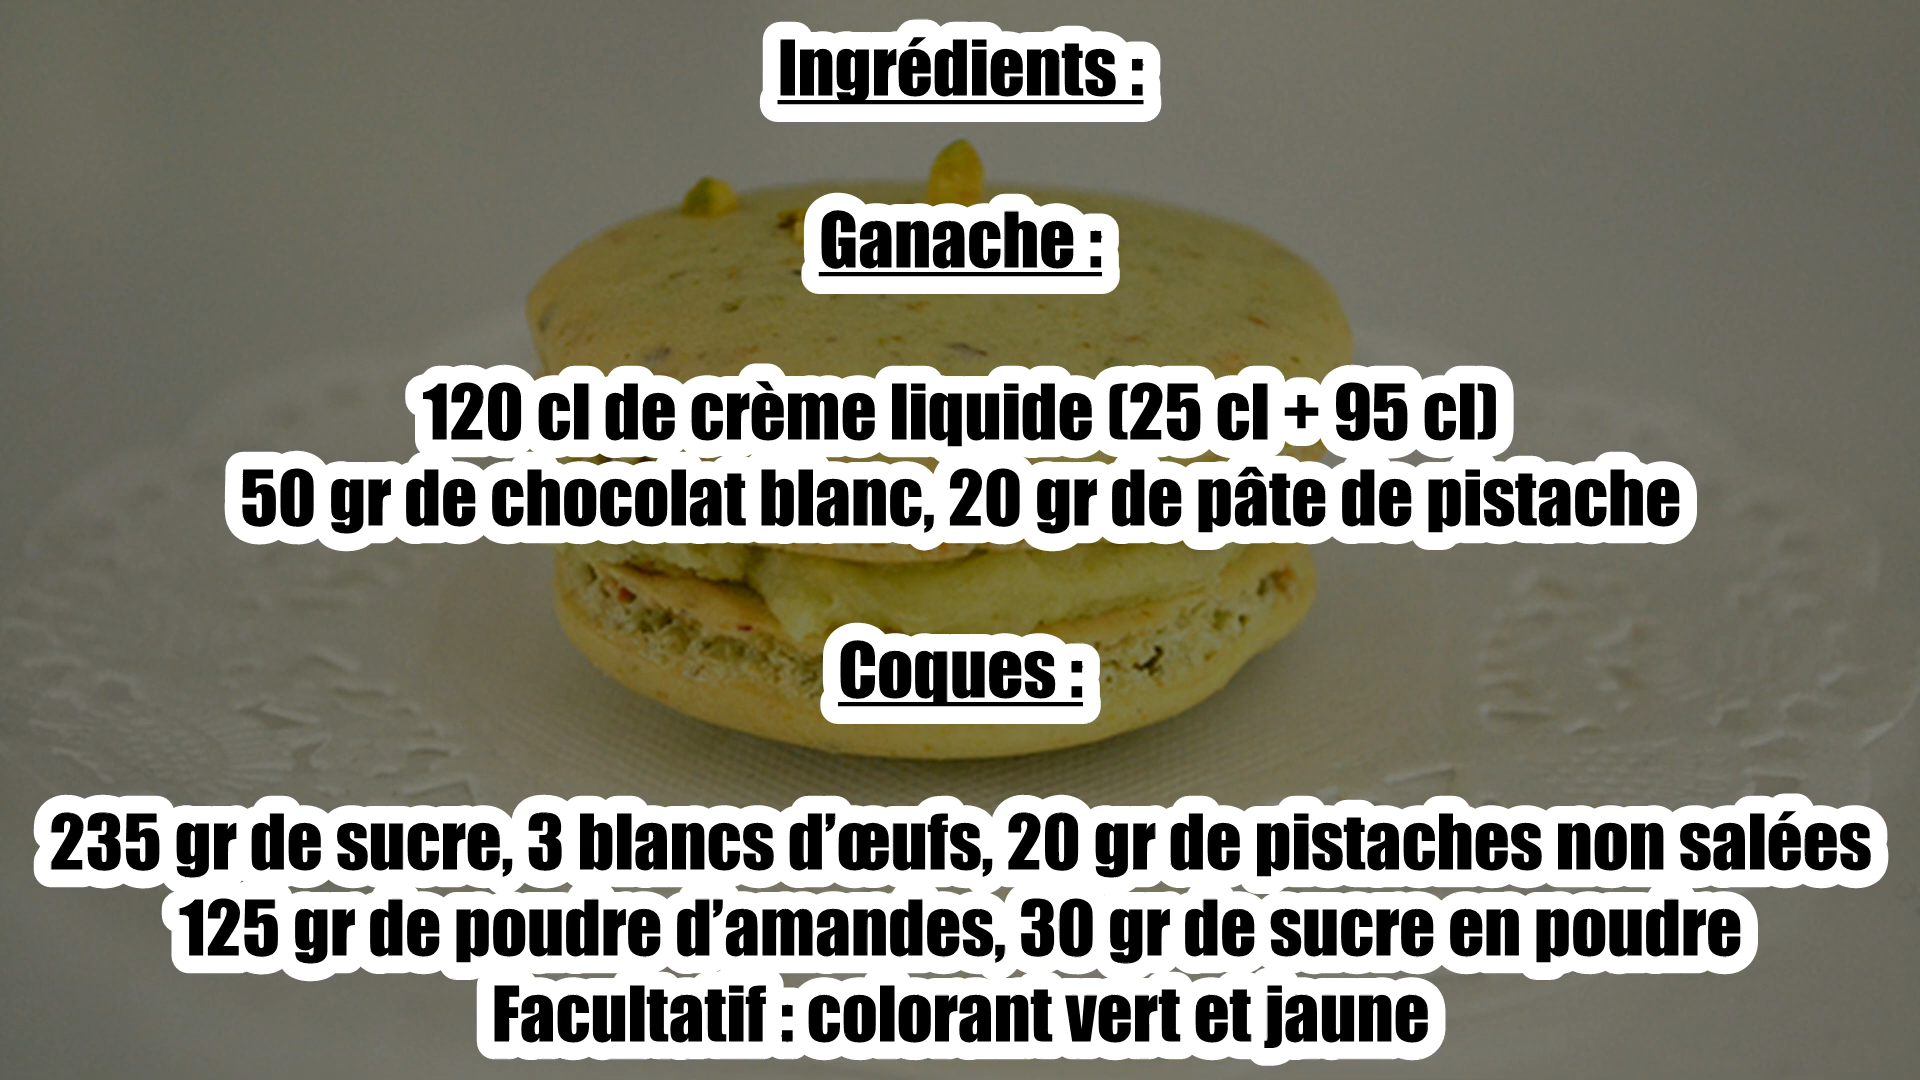 Ingrédients :
Ganache :
120 cl de crème liquide (25 cl + 95 cl)
50 gr de chocolat blanc, 20 gr de pâte de pistache
Coques :
235 gr de sucre, 3 blancs d’œufs, 20 gr de pistaches non salées
125 gr de poudre d’amandes, 30 gr de sucre en poudre
Facultatif : colorant vert et jaune